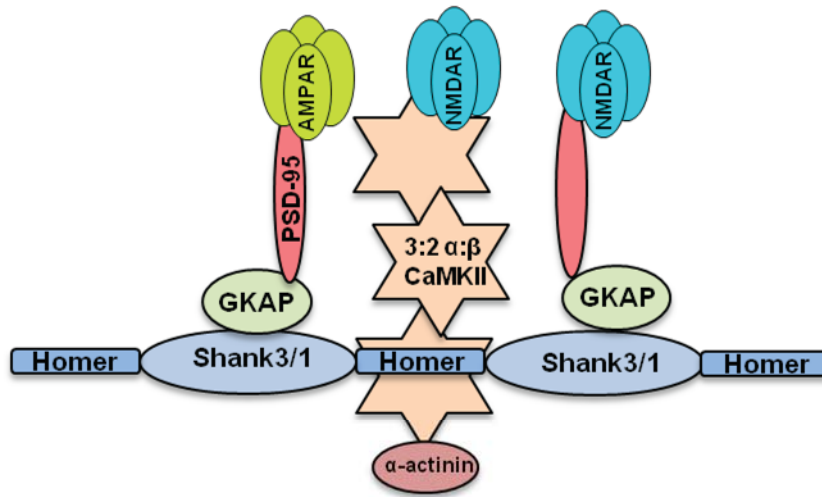 AMPAR
NMDAR
NMDAR
PSD-95
3:2 α:β
CaMKII
GKAP
GKAP
Homer
Shank3/1
Homer
Shank3/1
Homer
α-actinin